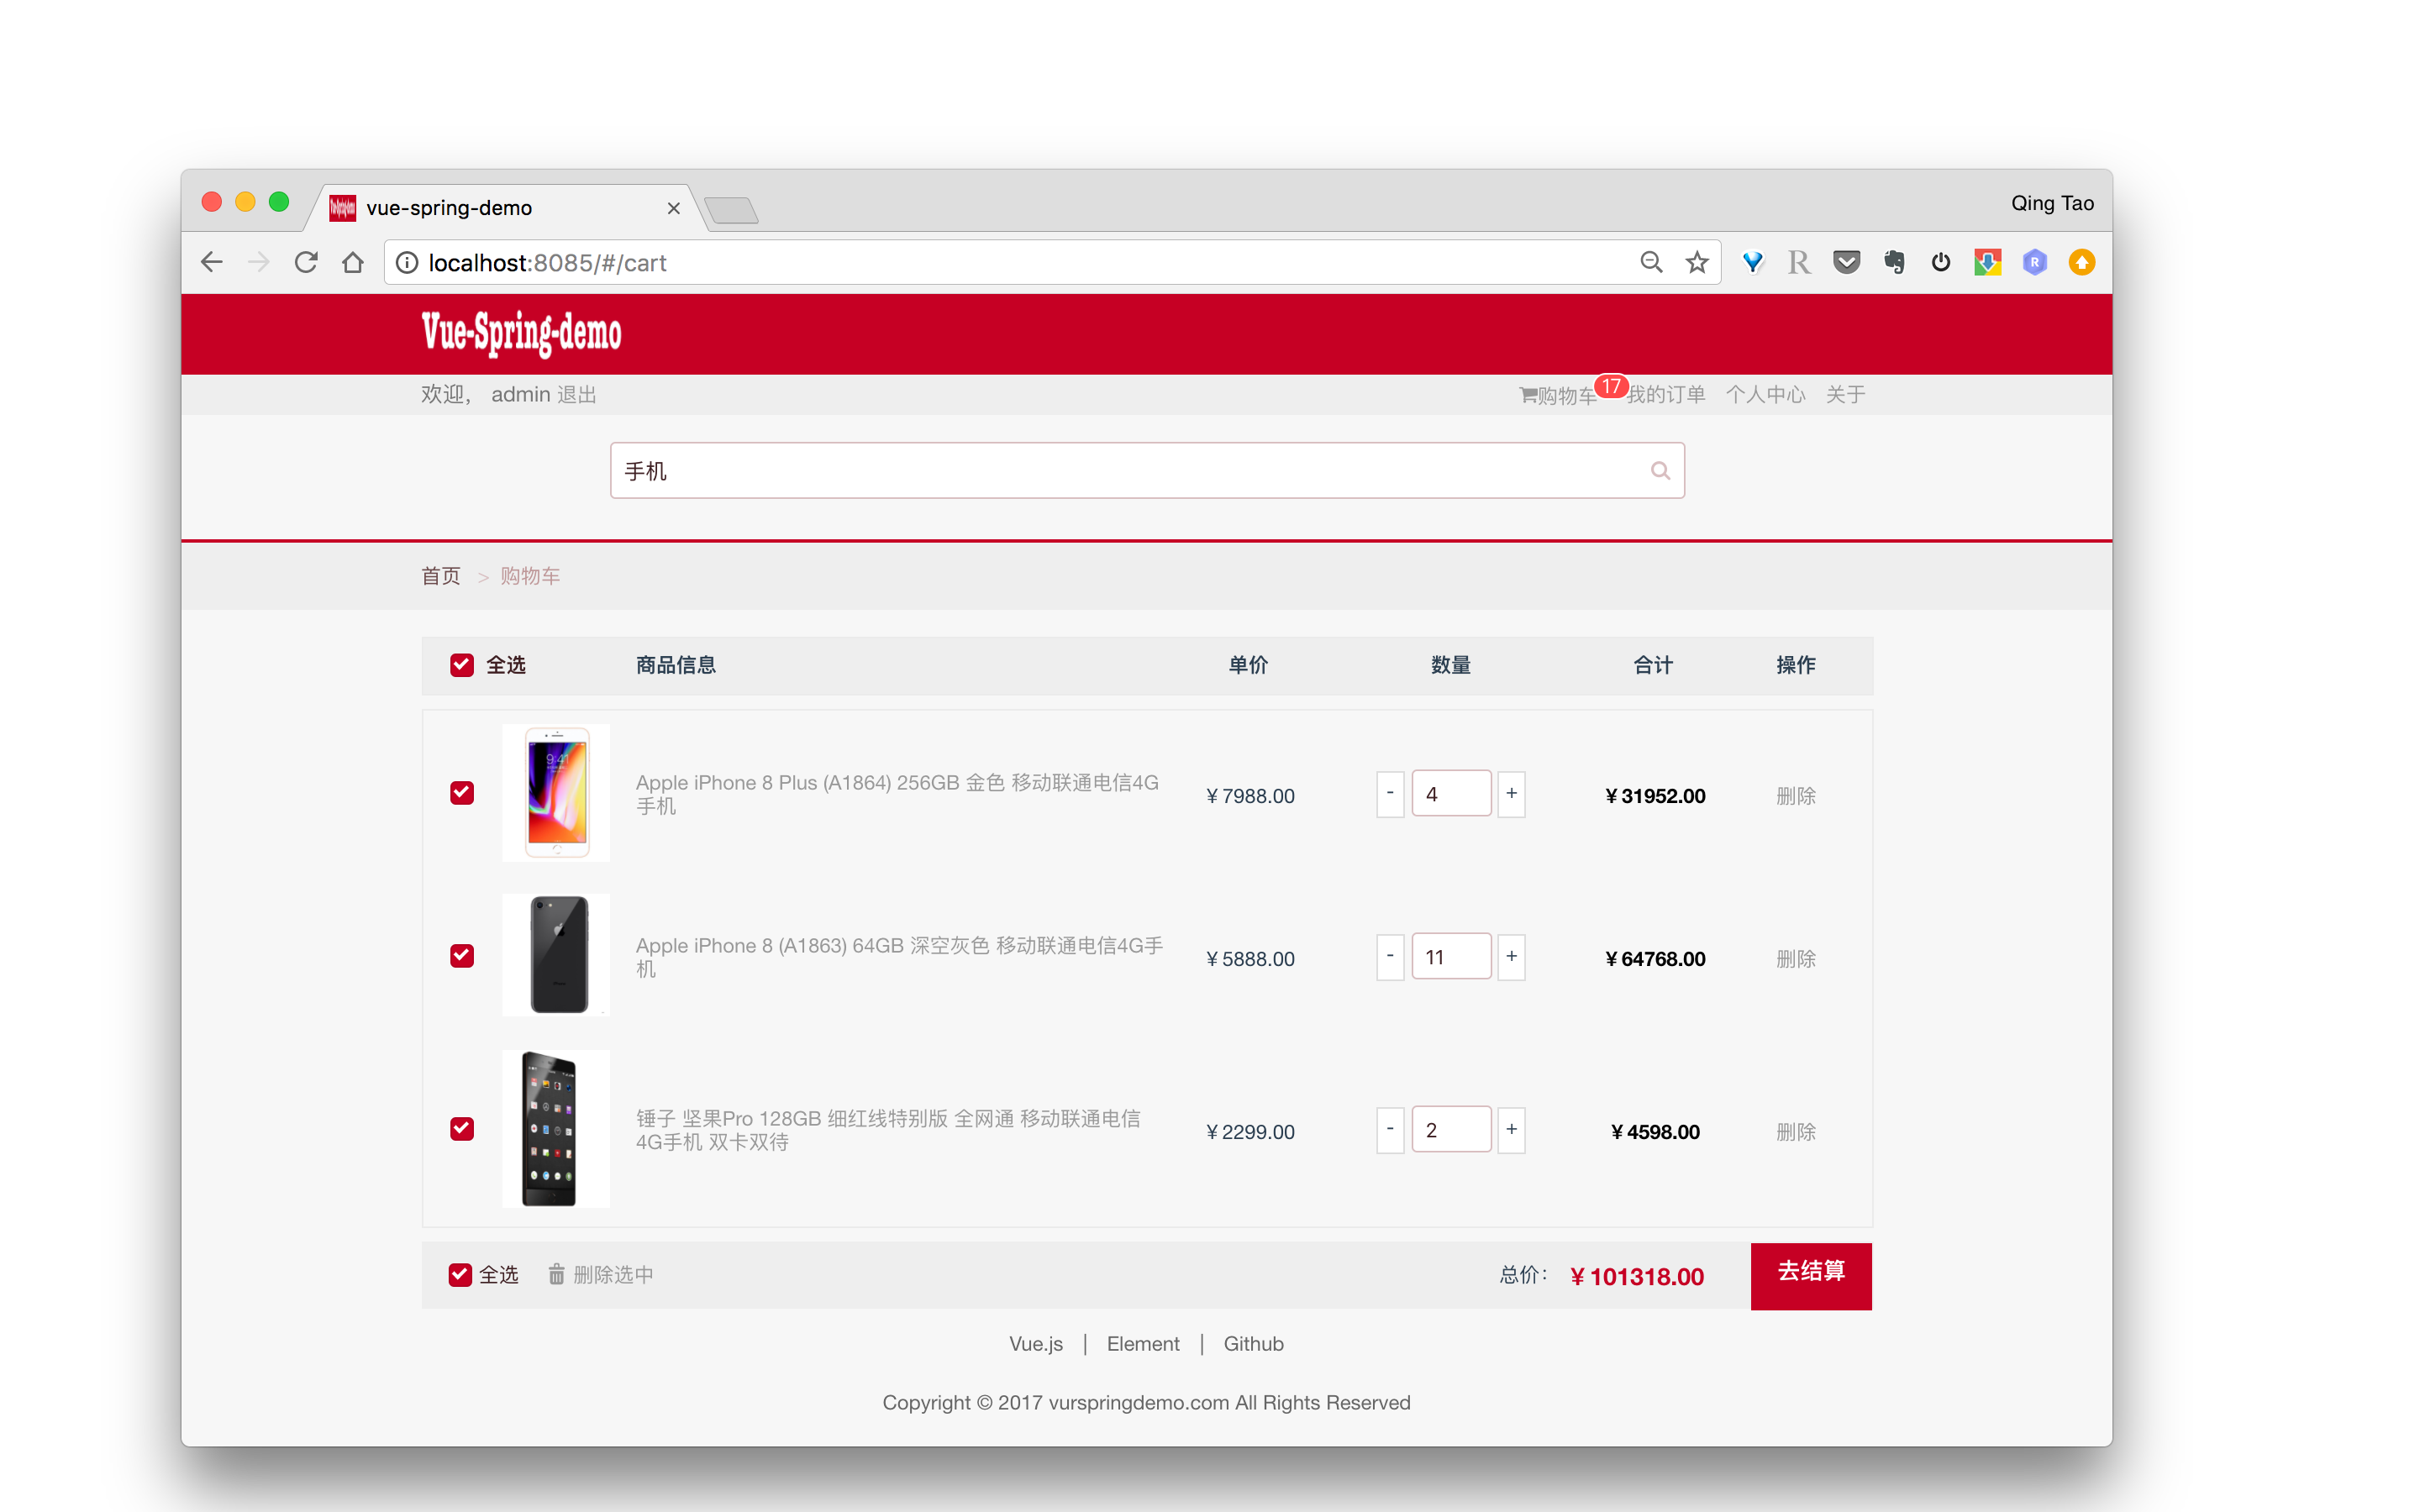 vue-spring-demo
Qing Tao
localhost:8085/#/cart
Vue-Spring-demo
欢迎， admin 退出
购物车 17 我的订单 个人中心 关于
手机
首页 > 购物车
全选 商品信息 单价 数量 合计 操作
9:41
Apple iPhone 8 Plus (A1864) 256GB 金色 移动联通电信4G
手机
¥ 7988.00 - 4 + ¥ 31952.00 删除
Apple iPhone 8 (A1863) 64GB 深空灰色 移动联通电信4G手
机
¥ 5888.00 - 11 + ¥ 64768.00 删除
锤子 坚果Pro 128GB 细红线特别版 全网通 移动联通电信
4G手机 双卡双待
¥ 2299.00 - 2 + ¥ 4598.00 删除
全选 删除选中 总价： ¥ 101318.00 去结算
Vue.js | Element | Github
Copyright © 2017 vurspringdemo.com All Rights Reserved